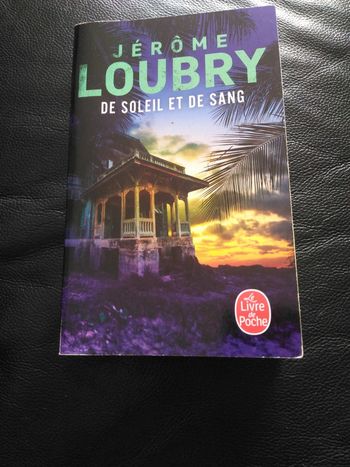 JÉRÔME
LOUBRY
DE SOLEIL ET DE SANG
Le
Livre
de
Poche